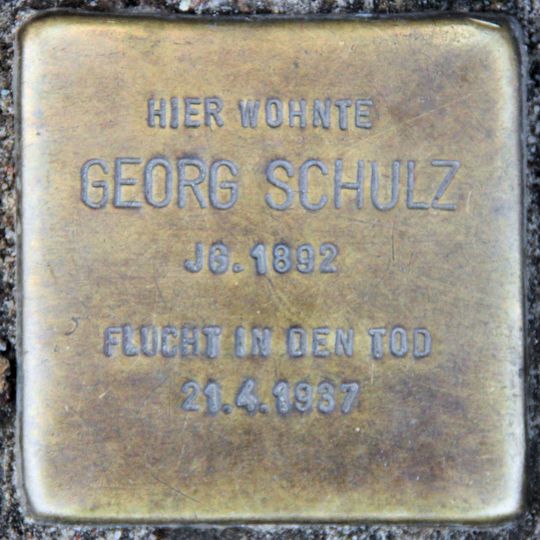 HIER WOHNTE
GEORG SCHULZ
JG. 1892
FLUCHT IN DEN TOD
21.4.1937